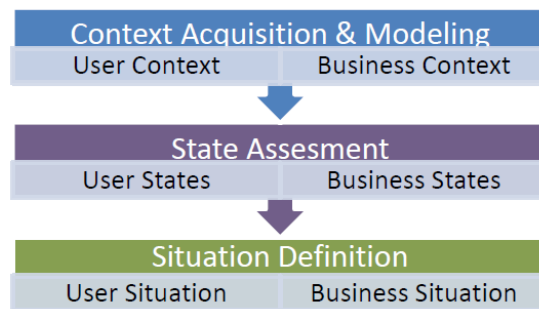 Context Acquisition & Modeling
User Context Business Context
State Assesment
User States Business States
Situation Definition
User Situation Business Situation